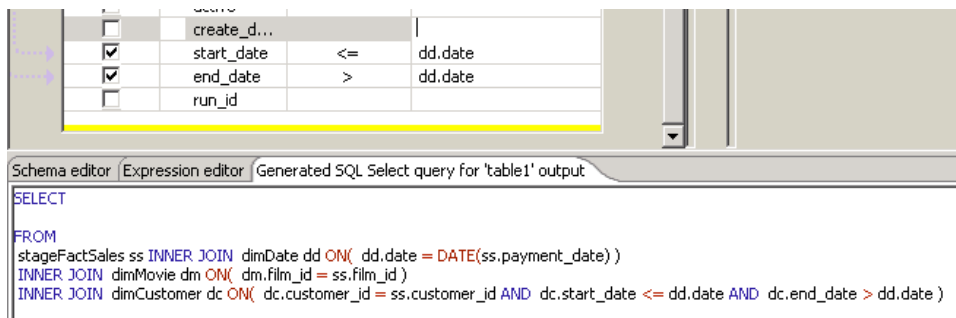 create_d...
start_date <= dd.date
end_date > dd.date
run_id
Schema editor Expression editor Generated SQL Select query for 'table1' output
SELECT
FROM
stageFactSales ss INNER JOIN dimDate dd ON( dd.date = DATE(ss.payment_date) )
INNER JOIN dimMovie dm ON( dm.film_id = ss.film_id )
INNER JOIN dimCustomer dc ON( dc.customer_id = ss.customer_id AND dc.start_date <= dd.date AND dc.end_date > dd.date )